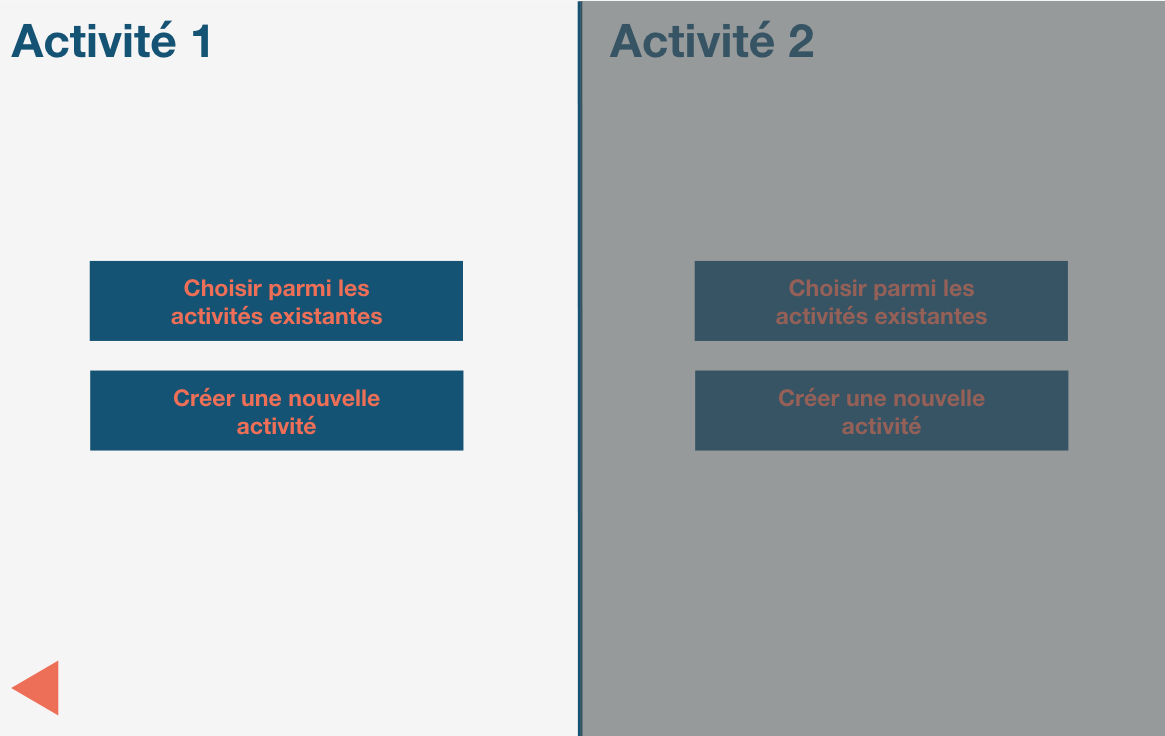 Activité 1
Choisir parmi les
activités existantes
Créer une nouvelle
activité
Activité 2
Choisir parmi les
activités existantes
Créer une nouvelle
activité